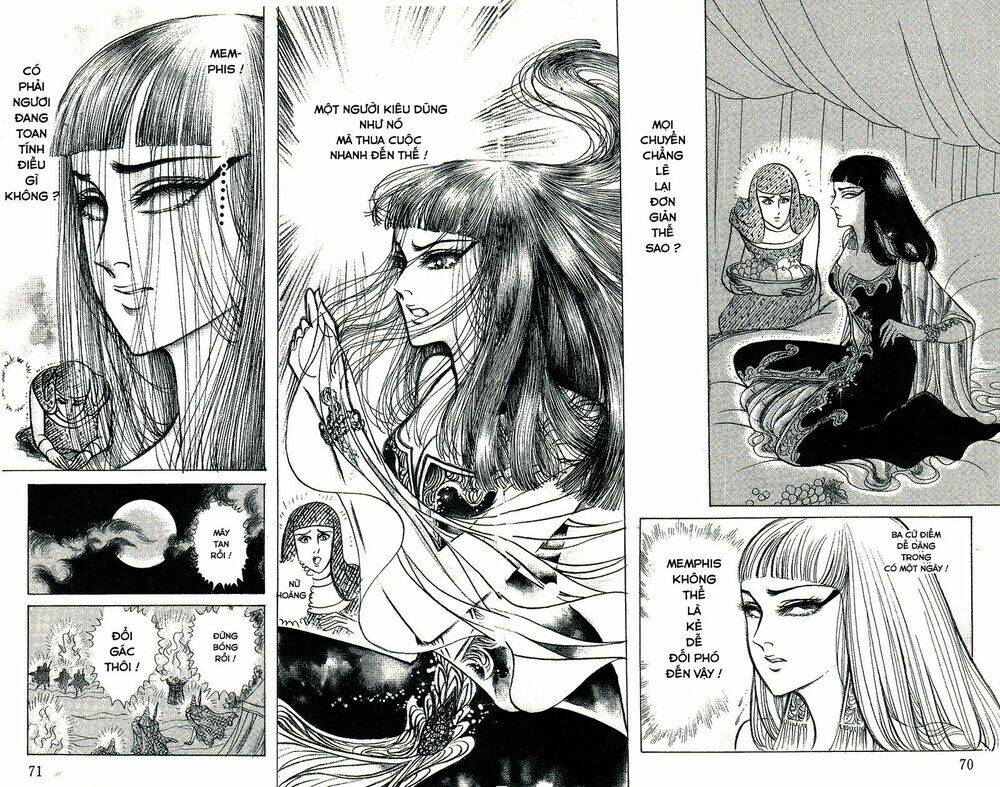 MỌI
CHUYỂN
CHẲNG
LẼ
LẠI
ĐƠN
GIẢN
THẾ
SAO ?
BA CỨ ĐIỂM
DỄ DÀNG
TRONG
CÓ MỘT NGÀY !
MEMPHIS
KHÔNG
THỂ
LÀ
KẺ
DỄ
ĐỐI PHÓ
ĐẾN VẬY !
70
MỘT NGƯỜI KIÊU DŨNG
NHƯ NÓ
MÀ THUA CUỘC
NHANH ĐẾN THẾ !
NỮ
HOÀNG
MEM-
PHIS !
CÓ
PHẢI
NGƯƠI
ĐANG
TOAN
TÍNH
ĐIỀU
GÌ
KHÔNG ?
MÂY
TAN
RỒI !
ĐỨNG
BÓNG
RỒI !
ĐỔI
GÁC
THÔI !
71